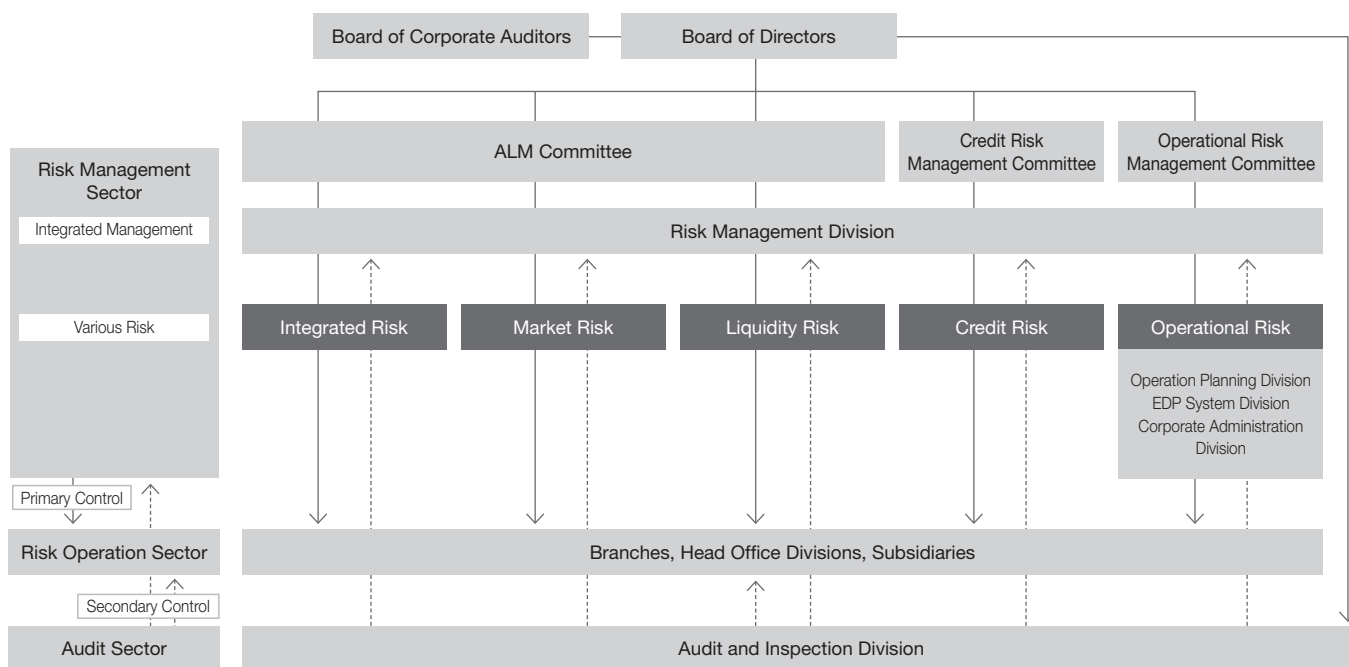 Board of Corporate Auditors
Board of Directors
ALM Committee
Credit Risk
Management Committee
Operational Risk
Management Committee
Risk Management
Sector
Integrated Management
Risk Management Division
Various Risk
Integrated Risk
Market Risk
Liquidity Risk
Credit Risk
Operational Risk
Operation Planning Division
EDP System Division
Corporate Administration
Division
Primary Control
Risk Operation Sector
Branches, Head Office Divisions, Subsidiaries
Secondary Control
Audit Sector
Audit and Inspection Division